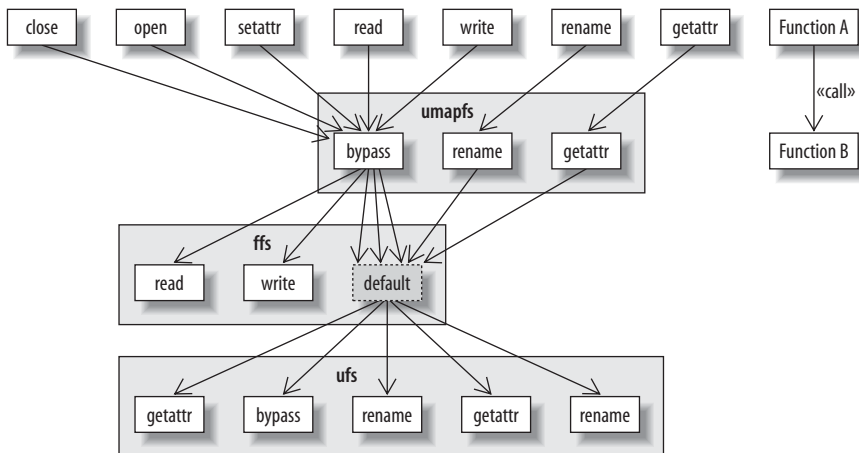 close
open
setattr
read
write
rename
getattr
Function A
«call»
umapfs
bypass
rename
getattr
Function B
ffs
read
write
default
ufs
getattr
bypass
rename
getattr
rename